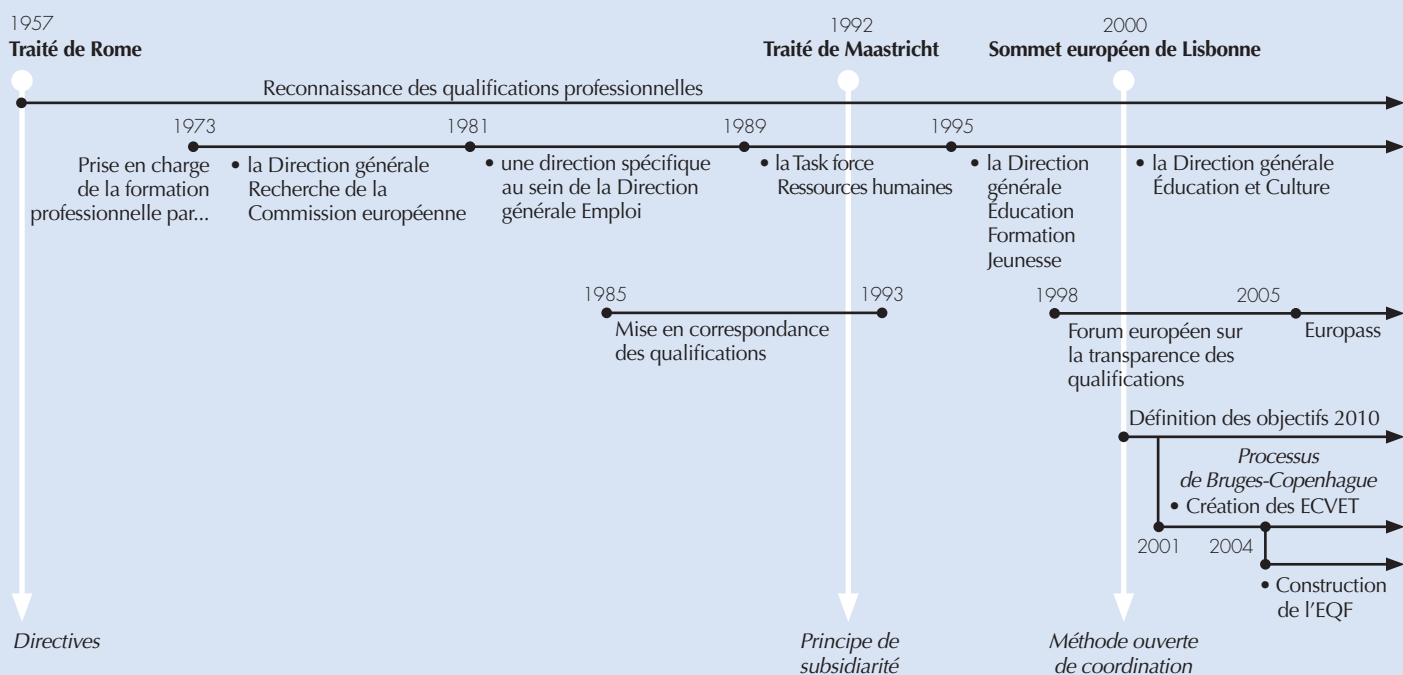 1957
Traité de Rome
1992
Traité de Maastricht
2000
Sommet européen de Lisbonne
Reconnaissance des qualifications professionnelles
1973
1981
1989
1995
Prise en charge
de la formation
professionnelle par...
• la Direction générale
Recherche de la
Commission européenne
• une direction spécifique
au sein de la Direction
générale Emploi
• la Task force
Ressources humaines
• la Direction
générale
Éducation
Formation
Jeunesse
• la Direction générale
Éducation et Culture
1985
1993
Mise en correspondance
des qualifications
1998
2005
Forum européen sur
la transparence des
qualifications
Europass
Définition des objectifs 2010
Processus
de Bruges-Copenhague
• Création des ECVET
2001
2004
• Construction
de l’EQF
Directives
Principe de
subsidiarité
Méthode ouverte
de coordination